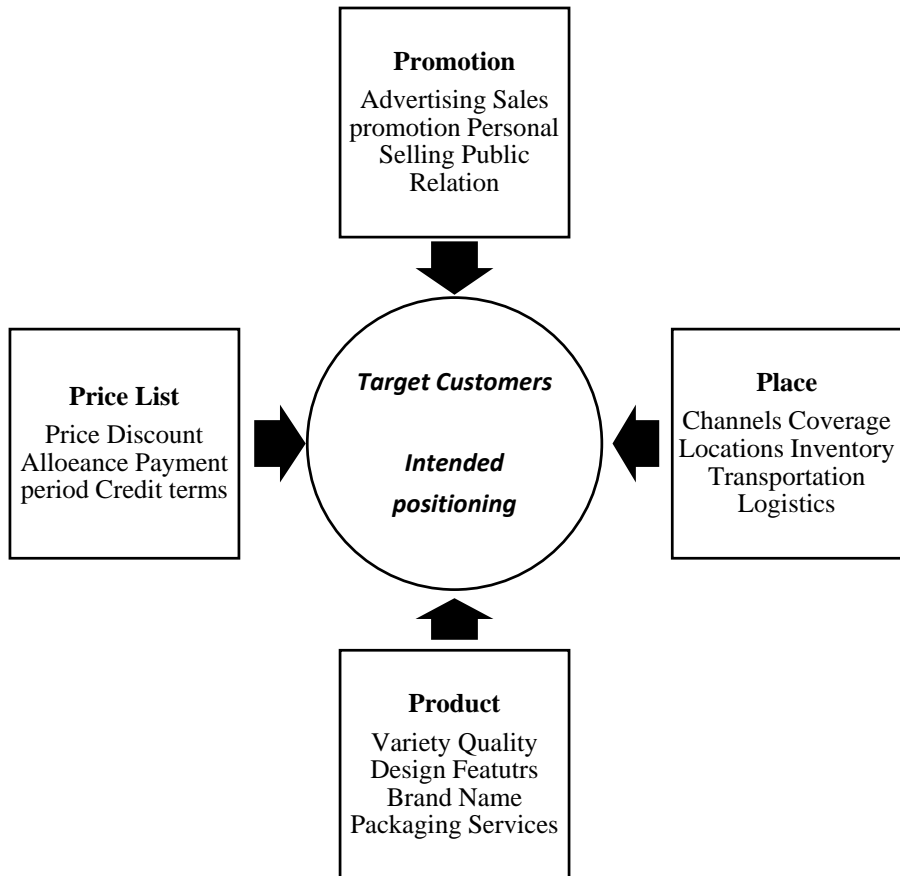 Promotion
Advertising Sales
promotion Personal
Selling Public
Relation
Price List
Price Discount
Alloeance Payment
period Credit terms
Target Customers
Intended
positioning
Place
Channels Coverage
Locations Inventory
Transportation
Logistics
Product
Variety Quality
Design Featutrs
Brand Name
Packaging Services